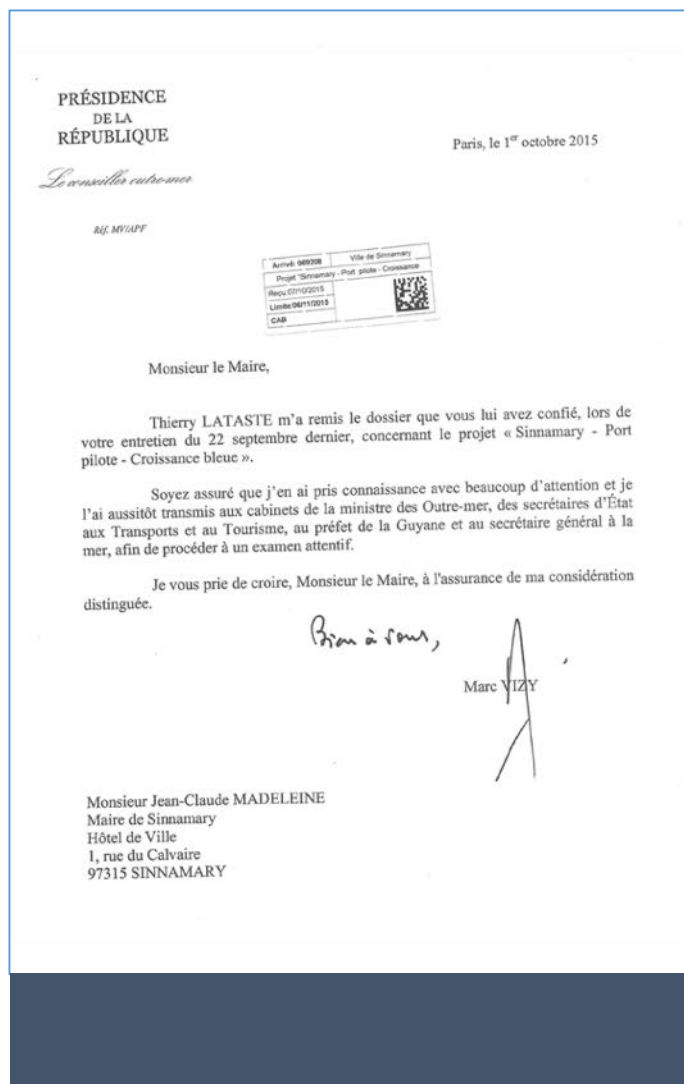 PRÉSIDENCE
DE LA
RÉPUBLIQUE
Paris, le 1er octobre 2015
Le conseiller outre-mer
Réf. MV/APF
Arrivé: 069208 Ville de Sinnamary
Projet "Sinnamary - Port pilote - Croissance
Reçu:07/10/2015
Limite:06/11/2015
CAB
Monsieur le Maire,
Thierry LATASTE m'a remis le dossier que vous lui avez confié, lors de
votre entretien du 22 septembre dernier, concernant le projet « Sinnamary - Port
pilote - Croissance bleue ».
Soyez assuré que j'en ai pris connaissance avec beaucoup d'attention et je
l'ai aussitôt transmis aux cabinets de la ministre des Outre-mer, des secrétaires d'État
aux Transports et au Tourisme, au préfet de la Guyane et au secrétaire général à la
mer, afin de procéder à un examen attentif.
Je vous prie de croire, Monsieur le Maire, à l'assurance de ma considération
distinguée.
Bien à vous,
Marc VIZY
Monsieur Jean-Claude MADELEINE
Maire de Sinnamary
Hôtel de Ville
1, rue du Calvaire
97315 SINNAMARY